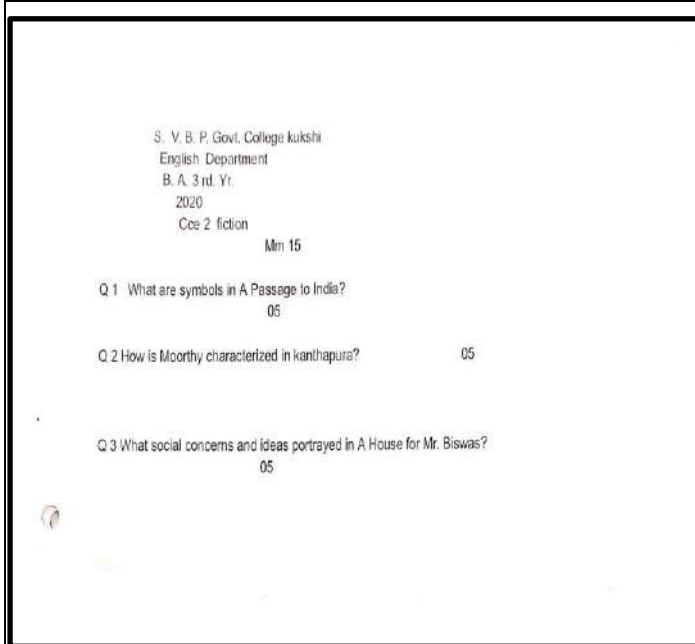 S. V. B. P. Govt. College kukshi
English Department
B. A. 3 rd. Yr.
2020
Cce 2 fiction
Mm 15
Q 1 What are symbols in A Passage to India?
05
Q 2 How is Moorthy characterized in kanthapura? 05
Q 3 What social concerns and ideas portrayed in A House for Mr. Biswas?
05